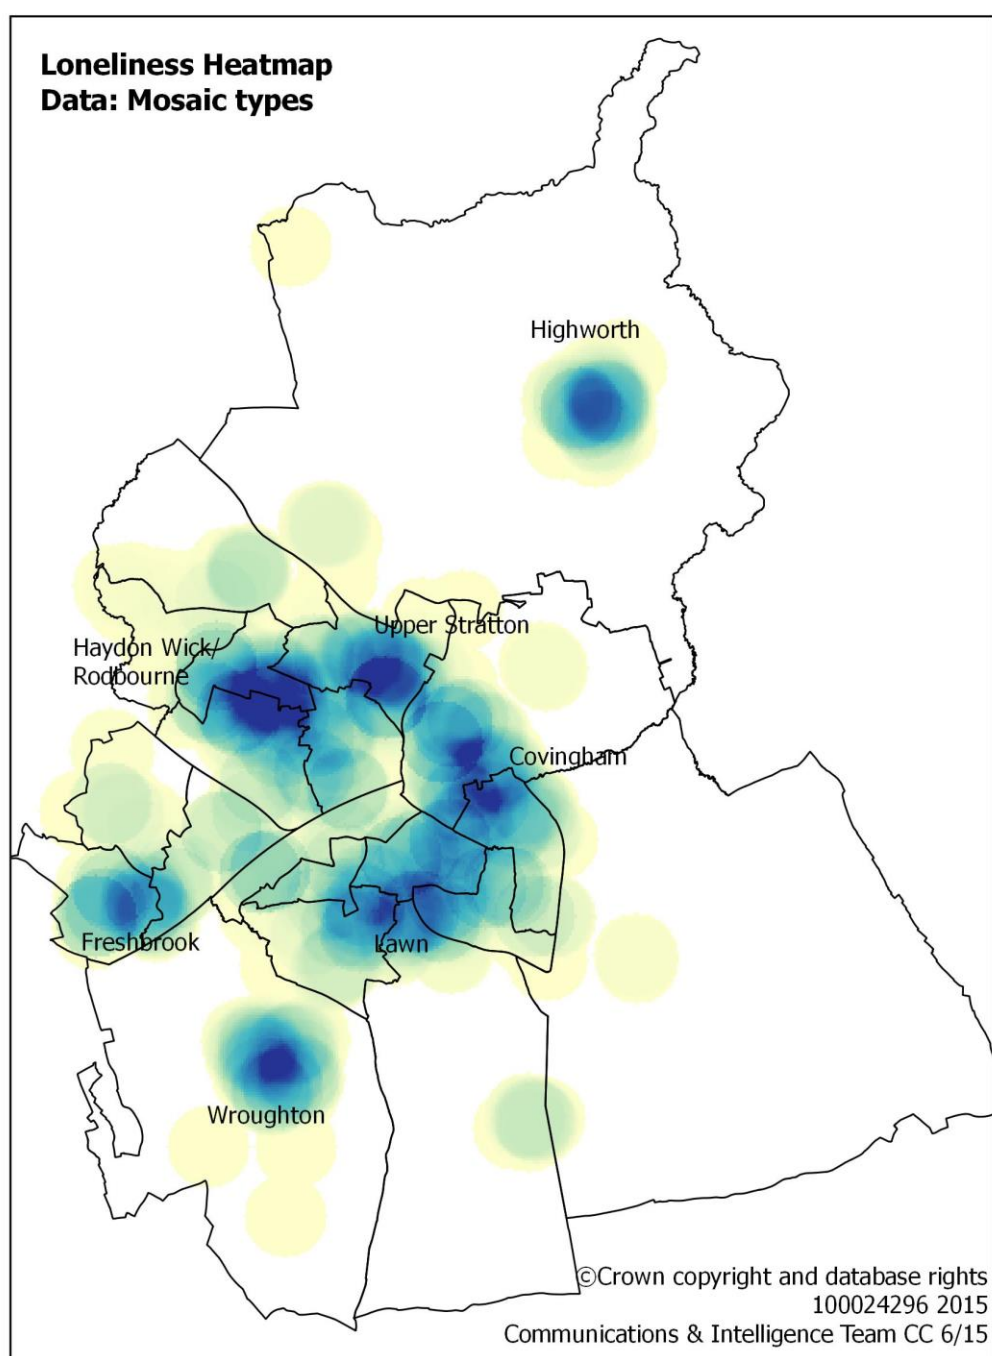 Loneliness Heatmap
Data: Mosaic types
Highworth
Upper Stratton
Haydon Wick/
Rodbourne
Covingham
Freshbrook
Lawn
Wroughton
©Crown copyright and database rights
100024296 2015
Communications & Intelligence Team CC 6/15